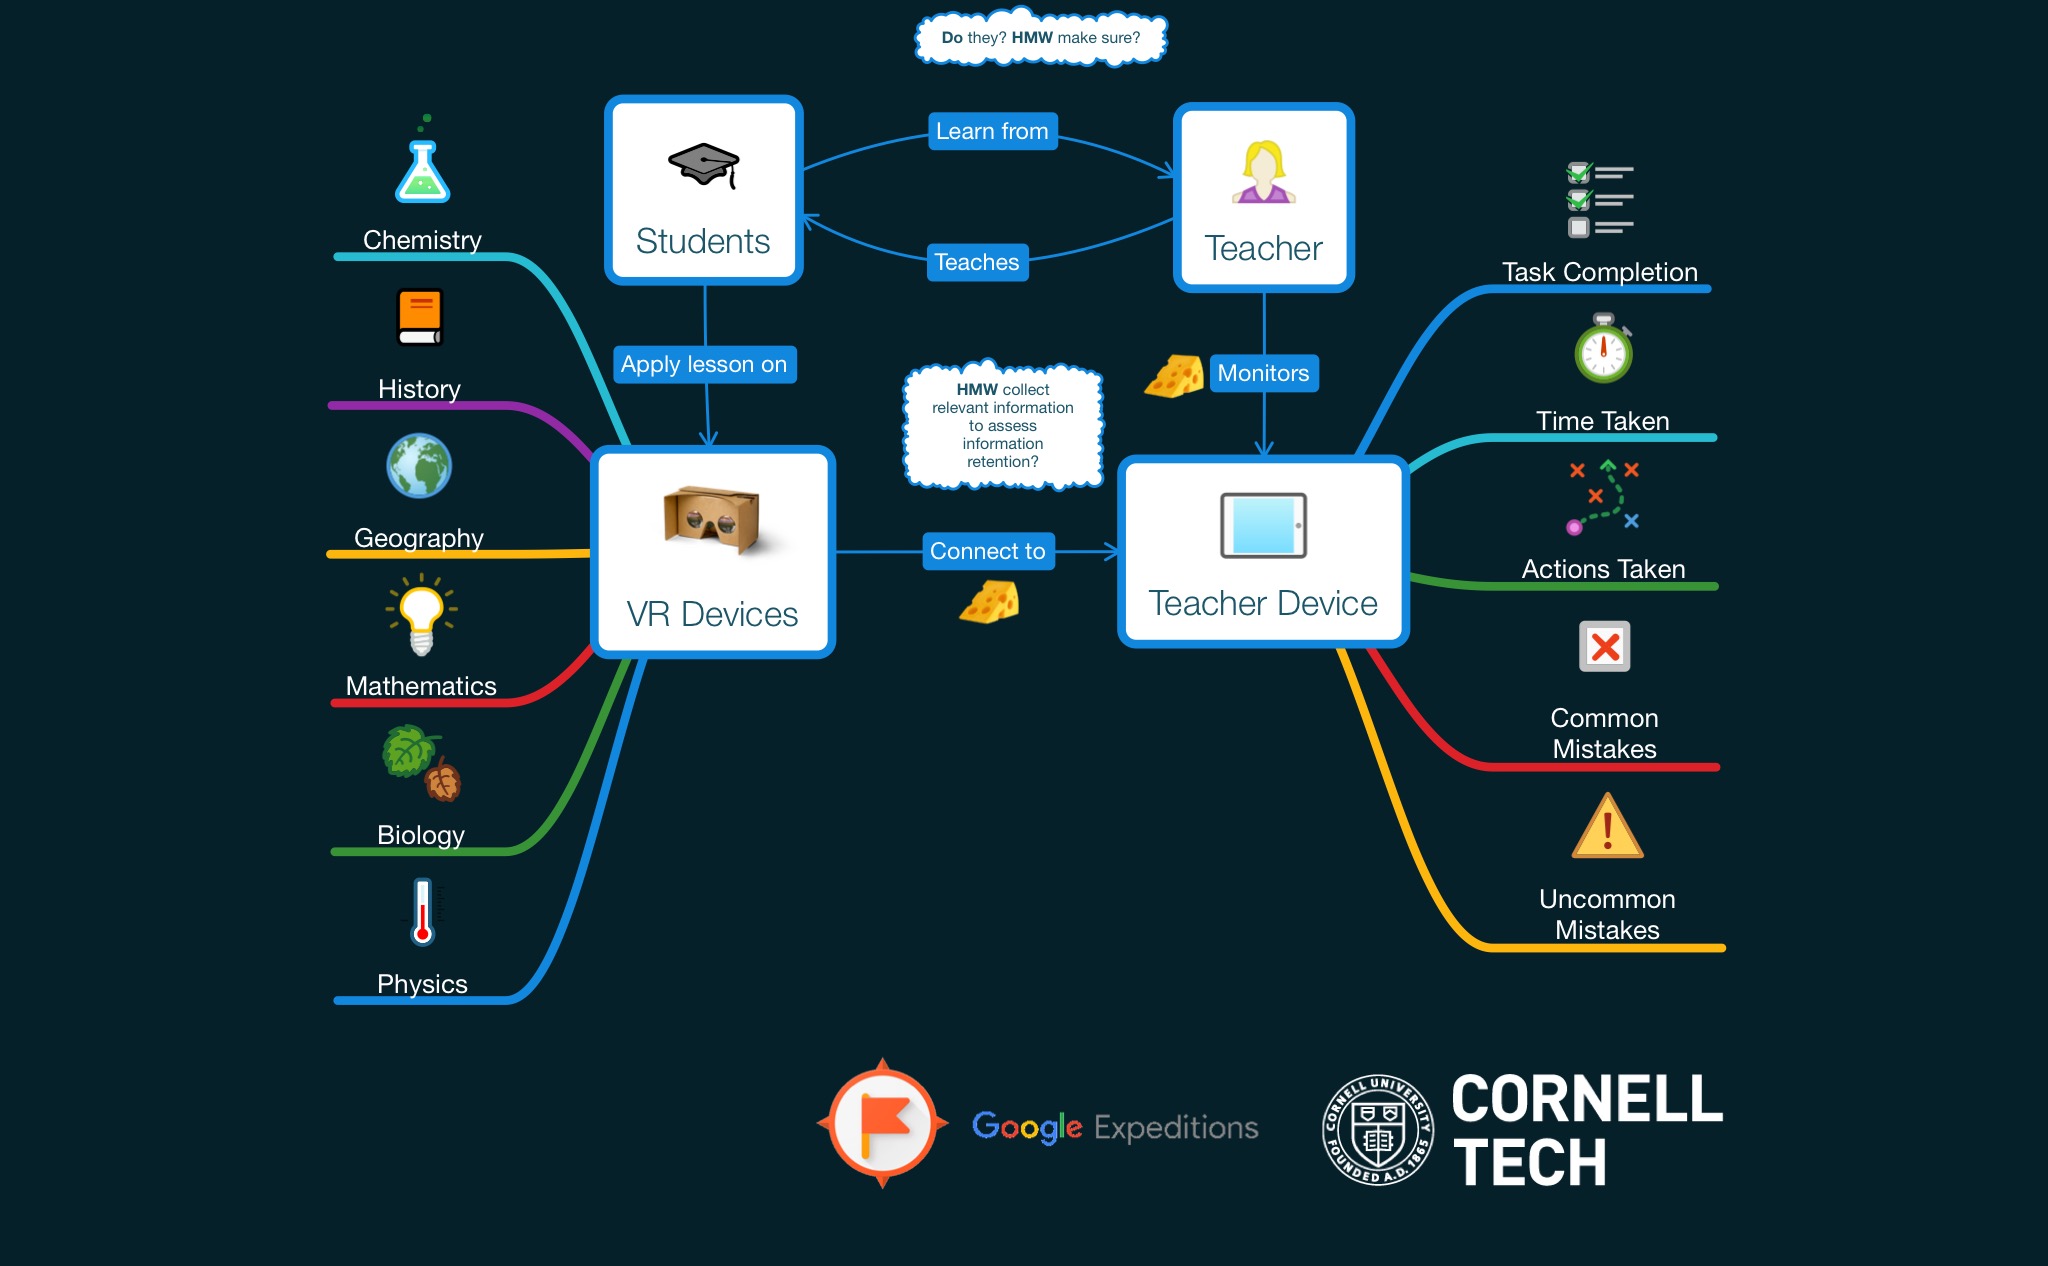 Do they? HMW make sure?
Students
Learn from
Teaches
Teacher
Chemistry
History
Geography
Mathematics
Biology
Physics
Apply lesson on
HMW collect
relevant information
to assess
information
retention?
Monitors
VR Devices
Connect to
Teacher Device
Task Completion
Time Taken
Actions Taken
Common
Mistakes
Uncommon
Mistakes
Google Expeditions
CORNELL UNIVERSITY
FOUNDED A.D. 1865
CORNELL
TECH